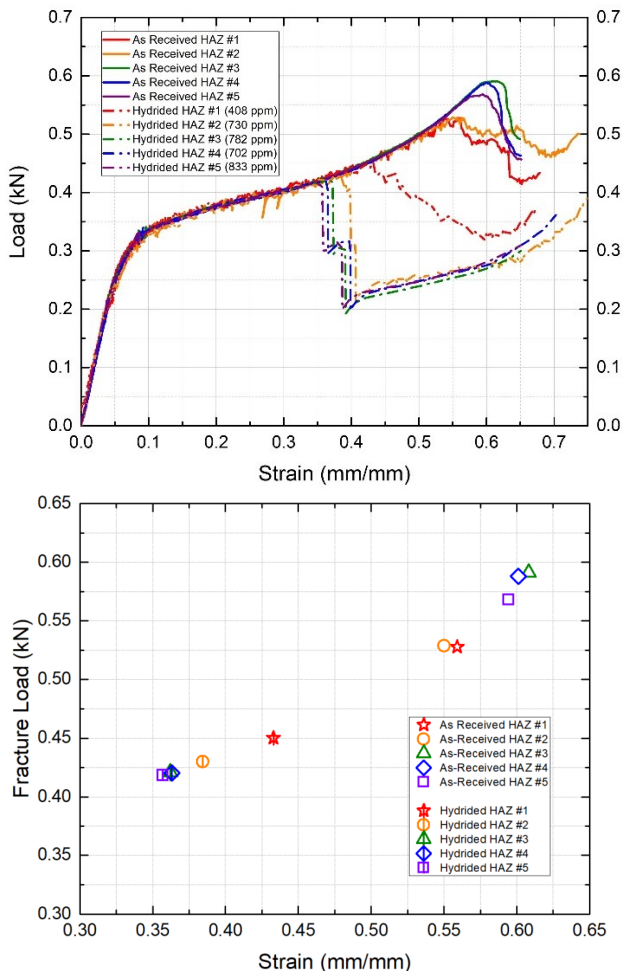 0.7
0.7
As Received HAZ #1
As Received HAZ #2
As Received HAZ #3
As Received HAZ #4
As Received HAZ #5
Hydrided HAZ #1 (408 ppm)
Hydrided HAZ #2 (730 ppm)
Hydrided HAZ #3 (782 ppm)
Hydrided HAZ #4 (702 ppm)
Hydrided HAZ #5 (833 ppm)
0.6
0.6
0.5
0.5
0.4
0.4
0.3
0.3
0.2
0.2
0.1
0.1
0.0
0.0
Load (kN)
0.0 0.1 0.2 0.3 0.4 0.5 0.6 0.7
Strain (mm/mm)
0.65
0.60
0.55
0.50
0.45
0.40
0.35
0.30
Fracture Load (kN)
As Received HAZ #1
As-Received HAZ #2
As-Received HAZ #3
As-Received HAZ #4
As-Received HAZ #5
Hydrided HAZ #1
Hydrided HAZ #2
Hydrided HAZ #3
Hydrided HAZ #4
Hydrided HAZ #5
0.30 0.35 0.40 0.45 0.50 0.55 0.60 0.65
Strain (mm/mm)